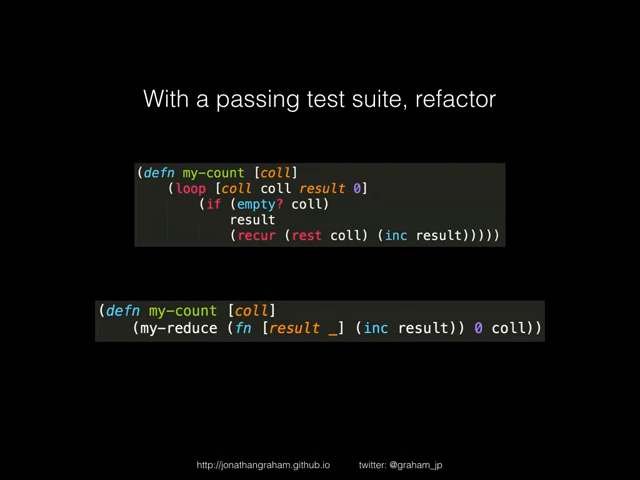 With a passing test suite, refactor
(defn my-count [coll]
(loop [coll coll result 0]
(if (empty? coll)
result
(recur (rest coll) (inc result)))))
(defn my-count [coll]
(my-reduce (fn [result _] (inc result)) 0 coll))
http://jonathangraham.github.io twitter: @graham_jp